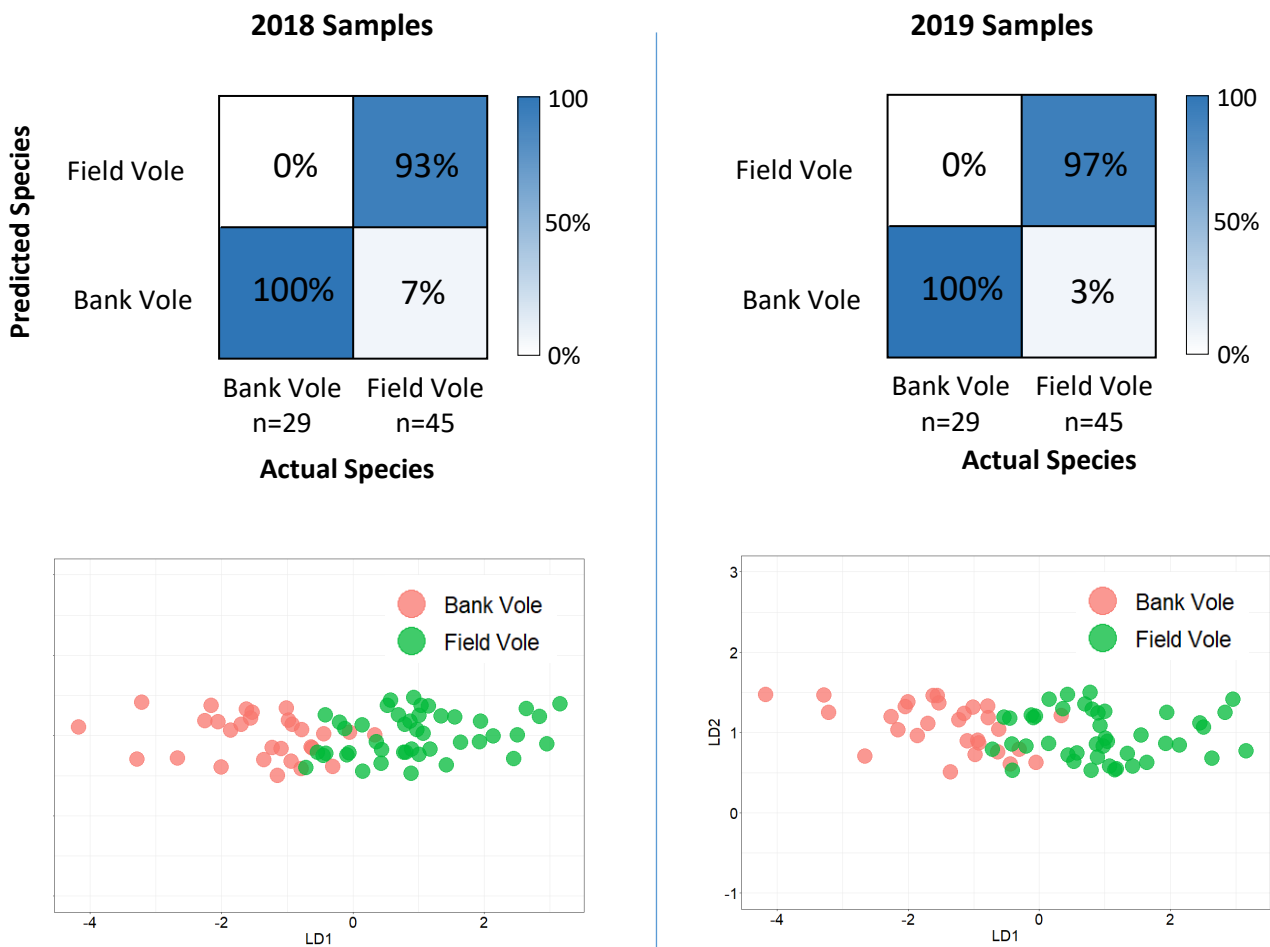 2018 Samples
Predicted Species
Field Vole
Bank Vole
0%
93%
100%
7%
100
50%
0%
Bank Vole
n=29
Field Vole
n=45
Actual Species
Bank Vole
Field Vole
-4
-2
0
2
LD1
2019 Samples
Field Vole
Bank Vole
0%
97%
100%
3%
100
50%
0%
Bank Vole
n=29
Field Vole
n=45
Actual Species
Bank Vole
Field Vole
3
2
1
0
-1
LD2
-4
-2
0
2
LD1